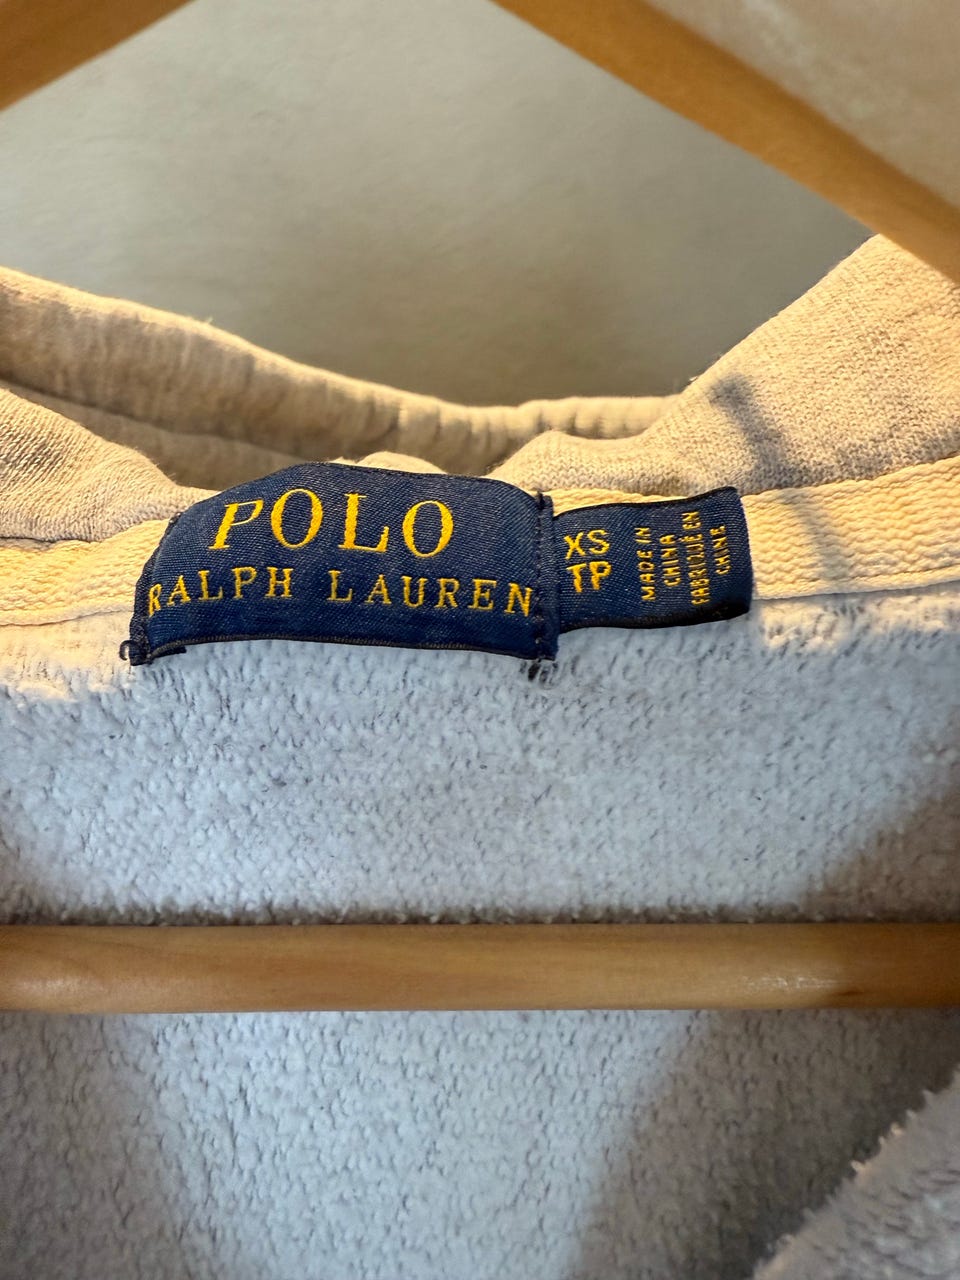 POLO
RALPH LAUREN
XS
TP
MADE IN
CHINA
FABRIQUÉ EN
CHINE